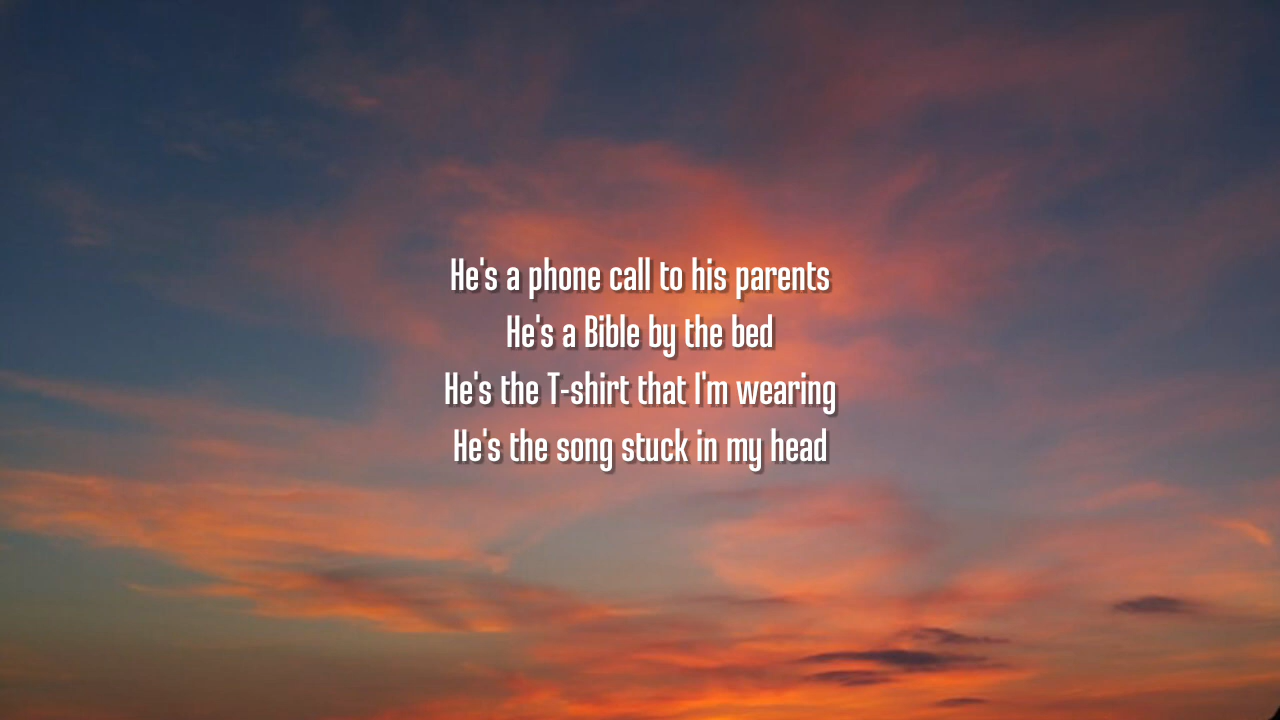 He's a phone call to his parents
He's a Bible by the bed
He's the T-shirt that I'm wearing
He's the song stuck in my head